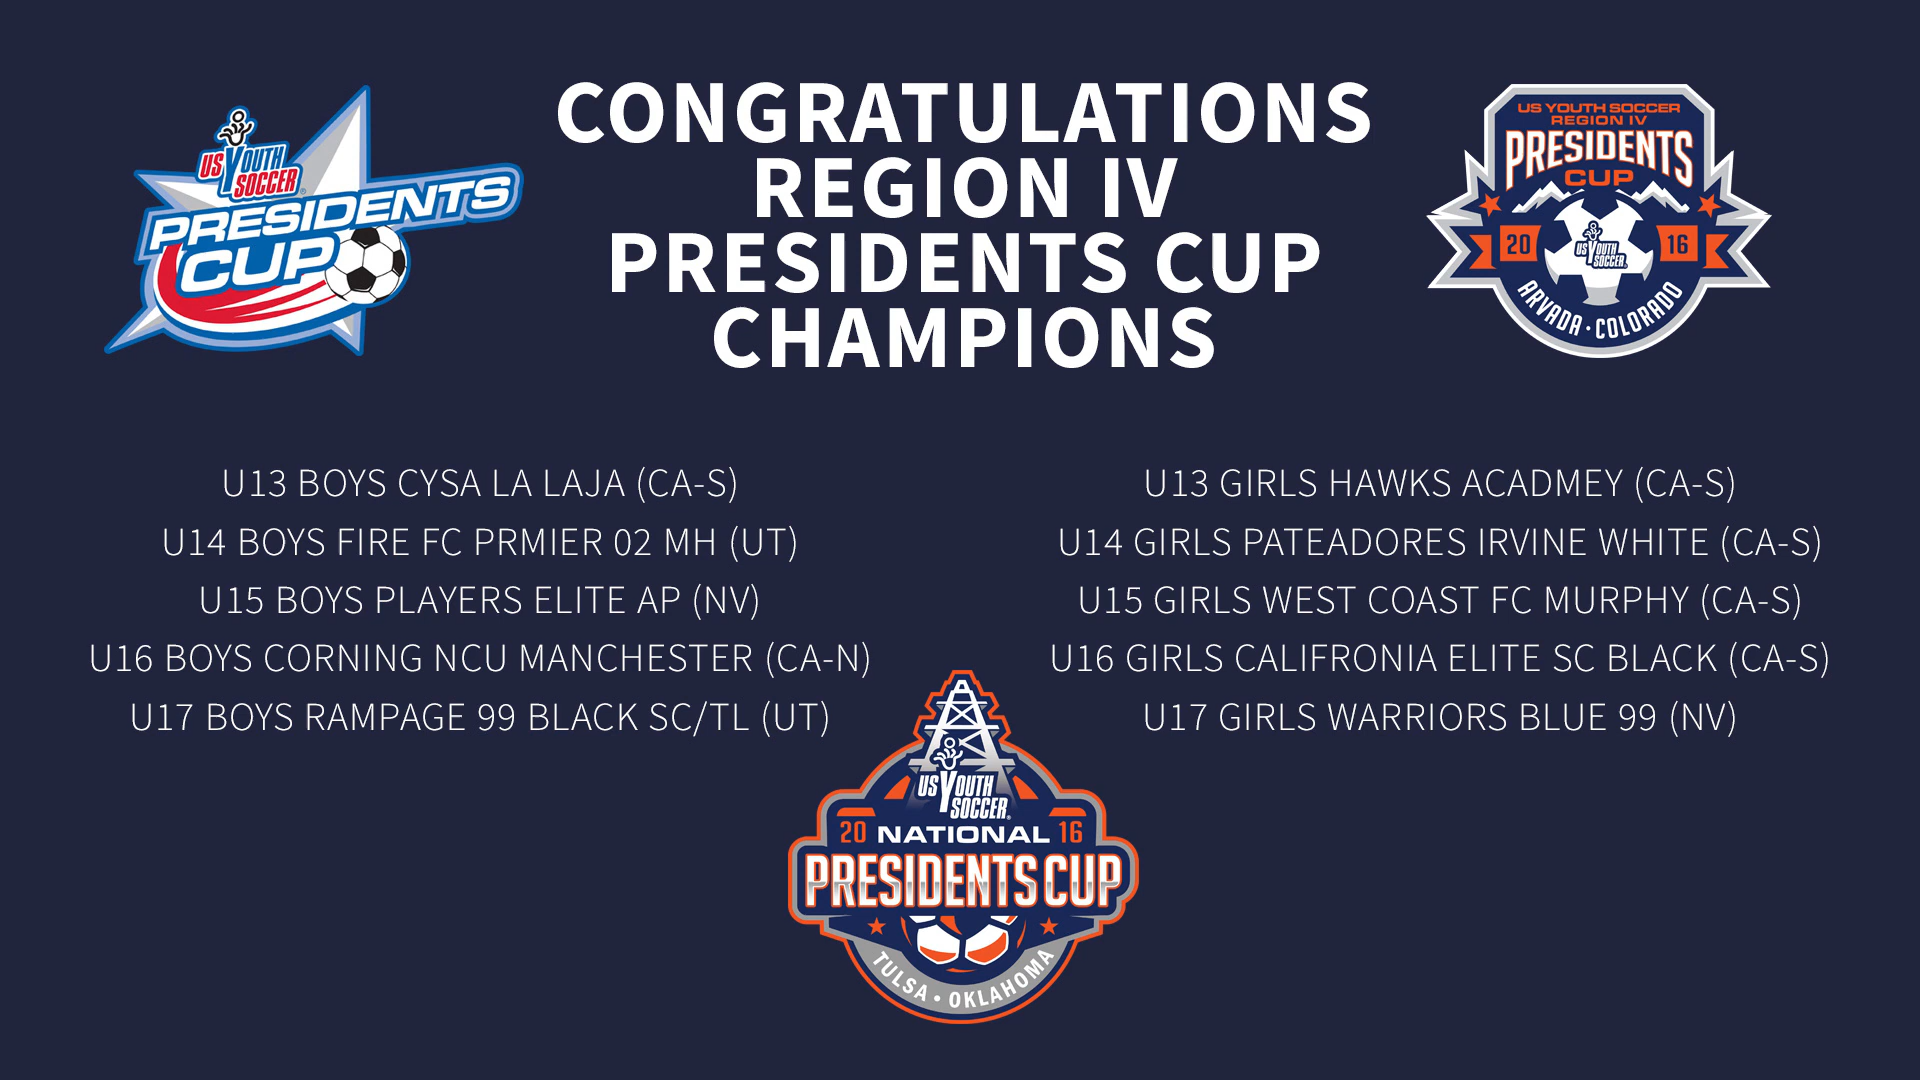 US YOUTH SOCCER
PRESIDENTS
CUP
CONGRATULATIONS
REGION IV
PRESIDENTS CUP
CHAMPIONS
US YOUTH SOCCER
REGION IV
PRESIDENTS
CUP
20 16
US YOUTH SOCCER
ARVADA · COLORADO
U13 BOYS CYSA LA LAJA (CA-S)
U14 BOYS FIRE FC PRMIER 02 MH (UT)
U15 BOYS PLAYERS ELITE AP (NV)
U16 BOYS CORNING NCU MANCHESTER (CA-N)
U17 BOYS RAMPAGE 99 BLACK SC/TL (UT)
U13 GIRLS HAWKS ACADMEY (CA-S)
U14 GIRLS PATEADORES IRVINE WHITE (CA-S)
U15 GIRLS WEST COAST FC MURPHY (CA-S)
U16 GIRLS CALIFRONIA ELITE SC BLACK (CA-S)
U17 GIRLS WARRIORS BLUE 99 (NV)
US YOUTH
SOCCER
20 NATIONAL 16
PRESIDENTS CUP
TULSA · OKLAHOMA